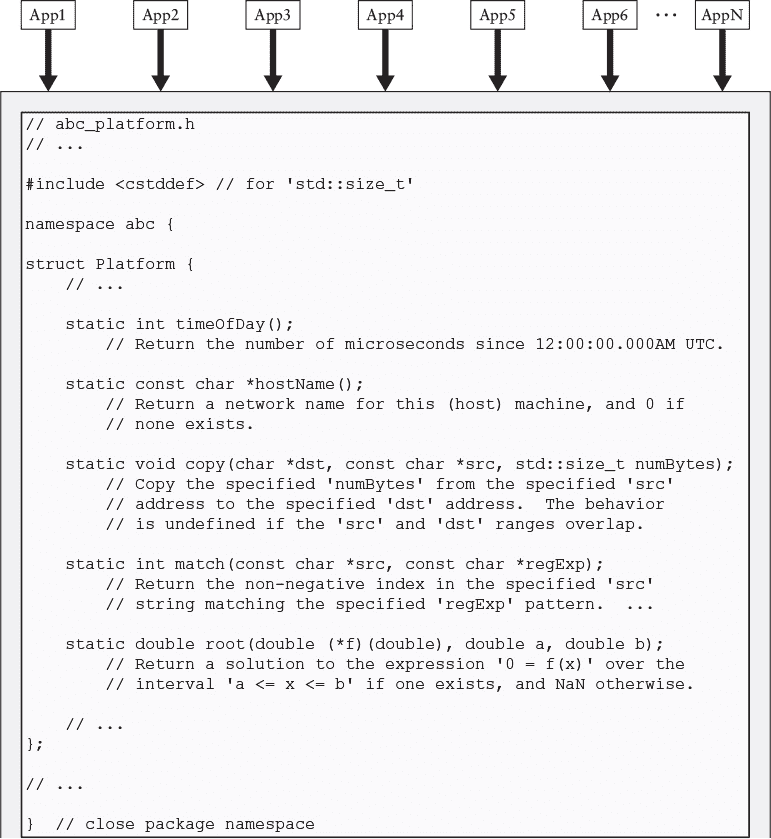 App1 App2 App3 App4 App5 App6 ... AppN
// abc_platform.h
// ...
#include <cstddef> // for 'std::size_t'
namespace abc {
struct Platform {
    // ...
    static int timeOfDay();
        // Return the number of microseconds since 12:00:00.000AM UTC.
    static const char *hostName();
        // Return a network name for this (host) machine, and 0 if
        // none exists.
    static void copy(char *dst, const char *src, std::size_t numBytes);
        // Copy the specified 'numBytes' from the specified 'src'
        // address to the specified 'dst' address.  The behavior
        // is undefined if the 'src' and 'dst' ranges overlap.
    static int match(const char *src, const char *regExp);
        // Return the non-negative index in the specified 'src'
        // string matching the specified 'regExp' pattern.  ...
    static double root(double (*f)(double), double a, double b);
        // Return a solution to the expression '0 = f(x)' over the
        // interval 'a <= x <= b' if one exists, and NaN otherwise.
    // ...
};
// ...
}  // close package namespace